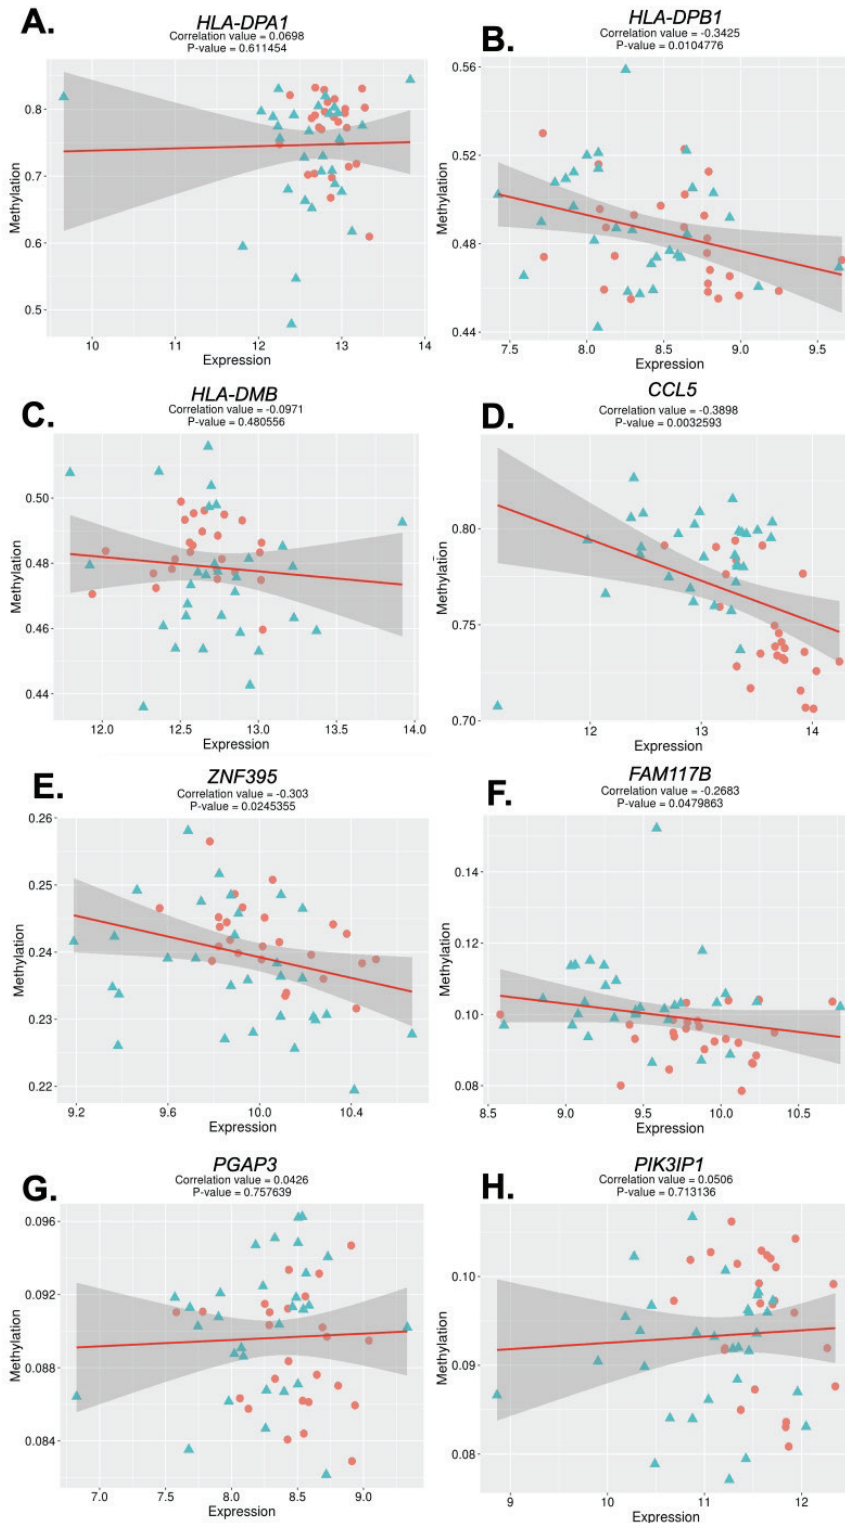 A.
HLA-DPA1
Correlation value = 0.0698
P-value = 0.611454
Methylation
0.8
0.7
0.6
0.5
10
11
12
13
14
Expression
B.
HLA-DPB1
Correlation value = -0.3425
P-value = 0.0104776
Methylation
0.56
0.52
0.48
0.44
7.5
8.0
8.5
9.0
9.5
Expression
C.
HLA-DMB
Correlation value = -0.0971
P-value = 0.480556
Methylation
0.50
0.48
0.46
0.44
12.0
12.5
13.0
13.5
14.0
Expression
D.
CCL5
Correlation value = -0.3898
P-value = 0.0032593
Methylation
0.80
0.75
0.70
12
13
14
Expression
E.
ZNF395
Correlation value = -0.303
P-value = 0.0245355
Methylation
0.26
0.25
0.24
0.23
0.22
9.2
9.6
10.0
10.4
Expression
F.
FAM117B
Correlation value = -0.2683
P-value = 0.0479863
Methylation
0.14
0.12
0.10
0.08
8.5
9.0
9.5
10.0
10.5
Expression
G.
PGAP3
Correlation value = 0.0426
P-value = 0.757639
Methylation
0.096
0.092
0.088
0.084
7.0
7.5
8.0
8.5
9.0
Expression
H.
PIK3IP1
Correlation value = 0.0506
P-value = 0.713136
Methylation
0.10
0.09
0.08
9
10
11
12
Expression